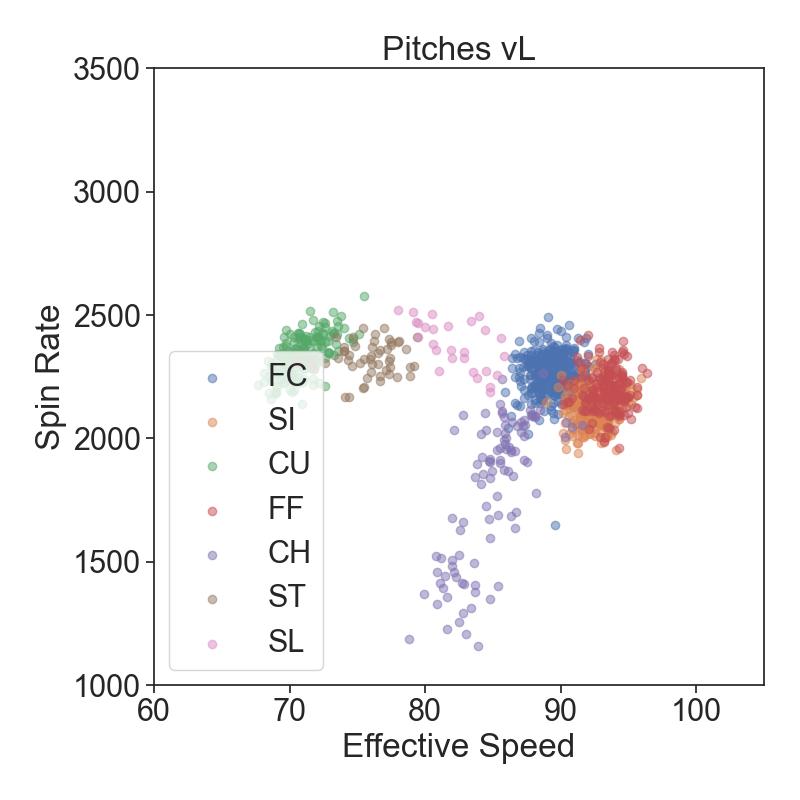 Pitches vL
3500
3000
2500
2000
1500
1000
Spin Rate
FC
SI
CU
FF
CH
ST
SL
60 70 80 90 100
Effective Speed